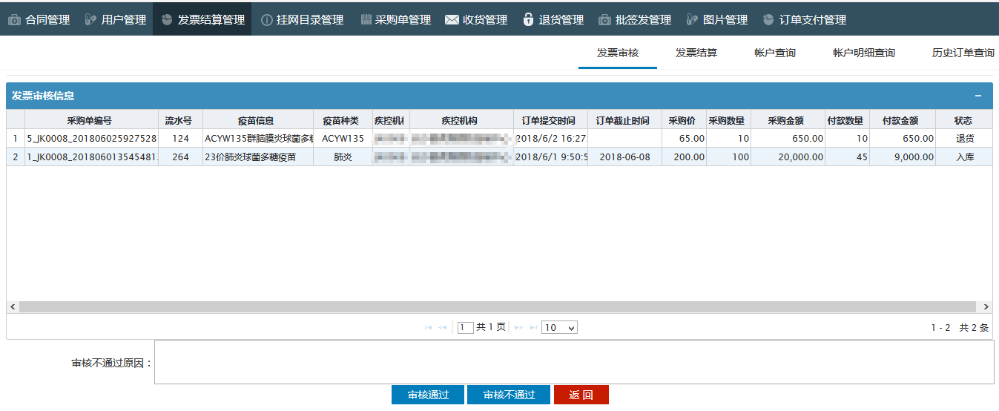 合同管理 用户管理 发票结算管理 挂网目录管理 采购单管理 收货管理 退货管理 批签发管理 图片管理 订单支付管理
发票审核 发票结算 帐户查询 帐户明细查询 历史订单查询
发票审核信息
采购单编号 流水号 疫苗信息 疫苗种类 疾控机 疾控机构 订单提交时间 订单截止时间 采购价 采购数量 采购金额 付款数量 付款金额 状态
1 5_JK0008_201806025927528 124 ACYW135群脑膜炎球菌多 ACYW135 2018/6/2 16:27: 65.00 10 650.00 10 650.00 退货
2 1_JK0008_20180601354548 264 23价肺炎球菌多糖疫苗 肺炎 2018/6/1 9:50:5 2018-06-08 200.00 100 20,000.00 45 9,000.00 入库
1 共 1 页 10 1 - 2 共 2 条
审核不通过原因：
审核通过 审核不通过 返 回